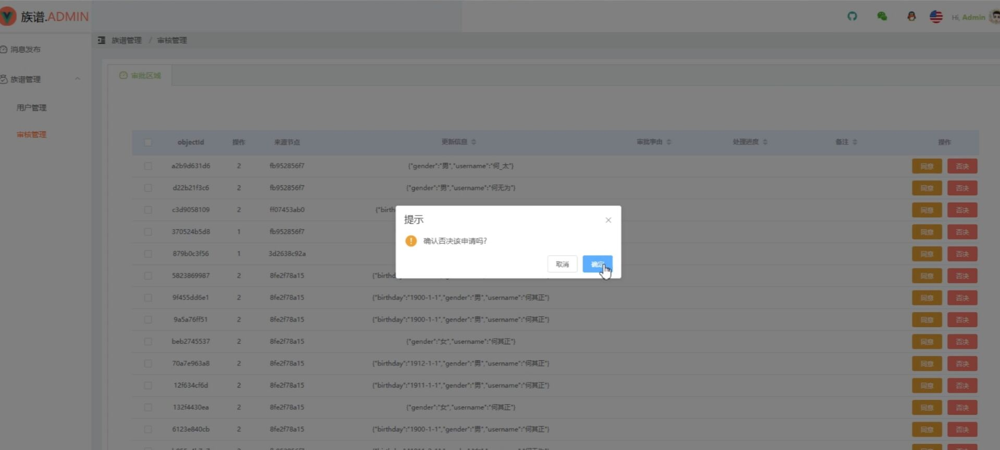 族谱.ADMIN
Hi, Admin
消息发布
族谱管理
用户管理
审核管理
族谱管理 / 审核管理
审批区域
objectId 操作 来源节点 更新信息 审批事由 处理进度 备注 操作
a2b9d631d6 2 fb952856f7 {"gender":"男","username":"何_太"} 同意 否决
d22b21f3c6 2 fb952856f7 {"gender":"男","username":"何无为"} 同意 否决
c3d9058109 2 ff07453ab0 {"birth 同意 否决
370524b5d8 1 fb952856f7 同意 否决
879b0c3f56 1 3d2638c92a 同意 否决
5823869987 2 8fe2f78a15 {"birthd 同意 否决
9f455dd6e1 2 8fe2f78a15 {"birthday":"1900-1-1","gender":"男","username":"何其正"} 同意 否决
9a5a76ff51 2 8fe2f78a15 {"birthday":"1900-1-1","gender":"男","username":"何其正"} 同意 否决
beb2745537 2 8fe2f78a15 {"gender":"女","username":"何其正"} 同意 否决
70a7e963a8 2 8fe2f78a15 {"birthday":"1912-1-1","gender":"男","username":"何其正"} 同意 否决
12f634cf6d 2 8fe2f78a15 {"birthday":"1911-1-1","gender":"男","username":"何其正"} 同意 否决
132f4430ea 2 8fe2f78a15 {"gender":"女","username":"何其正"} 同意 否决
6123e840cb 2 8fe2f78a15 {"birthday":"1900-1-1","gender":"男","username":"何其正"} 同意 否决
提示
确认否决该申请吗?
取消 确定